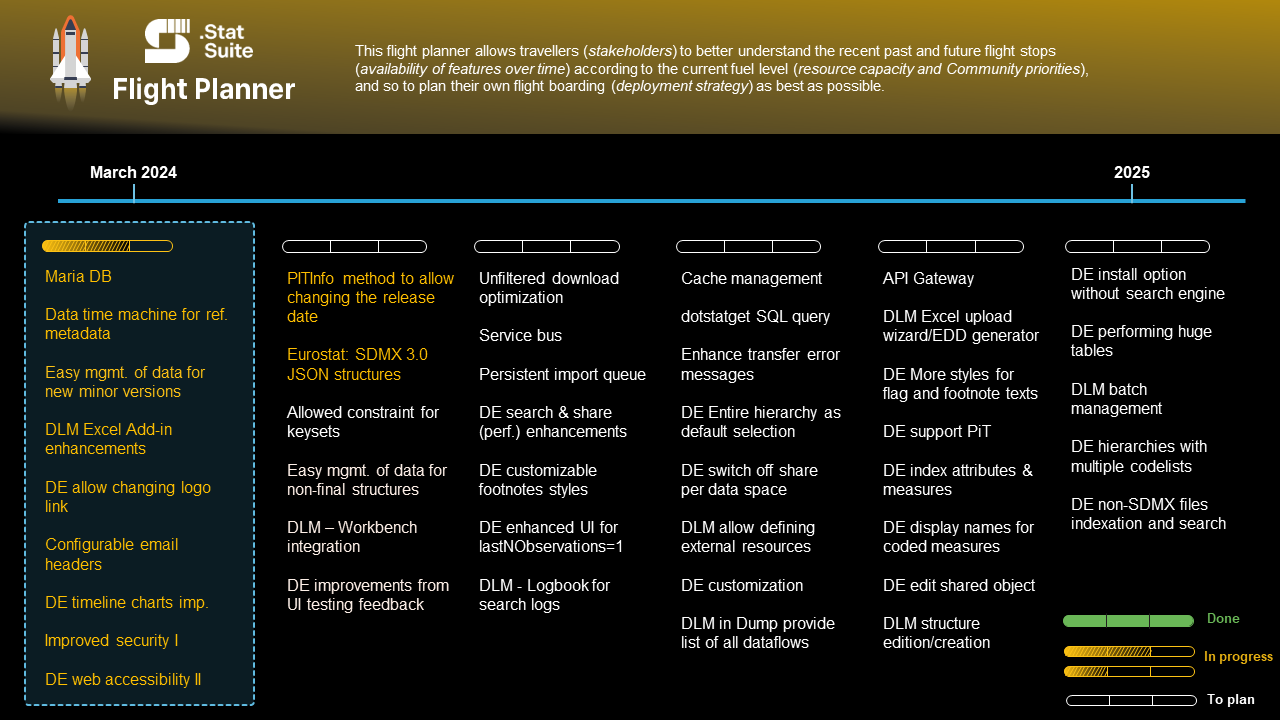 .Stat
Suite
Flight Planner
This flight planner allows travellers (stakeholders) to better understand the recent past and future flight stops
(availability of features over time) according to the current fuel level (resource capacity and Community priorities),
and so to plan their own flight boarding (deployment strategy) as best as possible.
March 2024
2025
Maria DB
Data time machine for ref.
metadata
Easy mgmt. of data for
new minor versions
DLM Excel Add-in
enhancements
DE allow changing logo
link
Configurable email
headers
DE timeline charts imp.
Improved security I
DE web accessibility II
PITInfo method to allow
changing the release
date
Eurostat: SDMX 3.0
JSON structures
Allowed constraint for
keysets
Easy mgmt. of data for
non-final structures
DLM – Workbench
integration
DE improvements from
UI testing feedback
Unfiltered download
optimization
Service bus
Persistent import queue
DE search & share
(perf.) enhancements
DE customizable
footnotes styles
DE enhanced UI for
lastNObservations=1
DLM - Logbook for
search logs
Cache management
dotstatget SQL query
Enhance transfer error
messages
DE Entire hierarchy as
default selection
DE switch off share
per data space
DLM allow defining
external resources
DE customization
DLM in Dump provide
list of all dataflows
API Gateway
DLM Excel upload
wizard/EDD generator
DE More styles for
flag and footnote texts
DE support PiT
DE index attributes &
measures
DE display names for
coded measures
DE edit shared object
DLM structure
edition/creation
DE install option
without search engine
DE performing huge
tables
DLM batch
management
DE hierarchies with
multiple codelists
DE non-SDMX files
indexation and search
Done
In progress
To plan